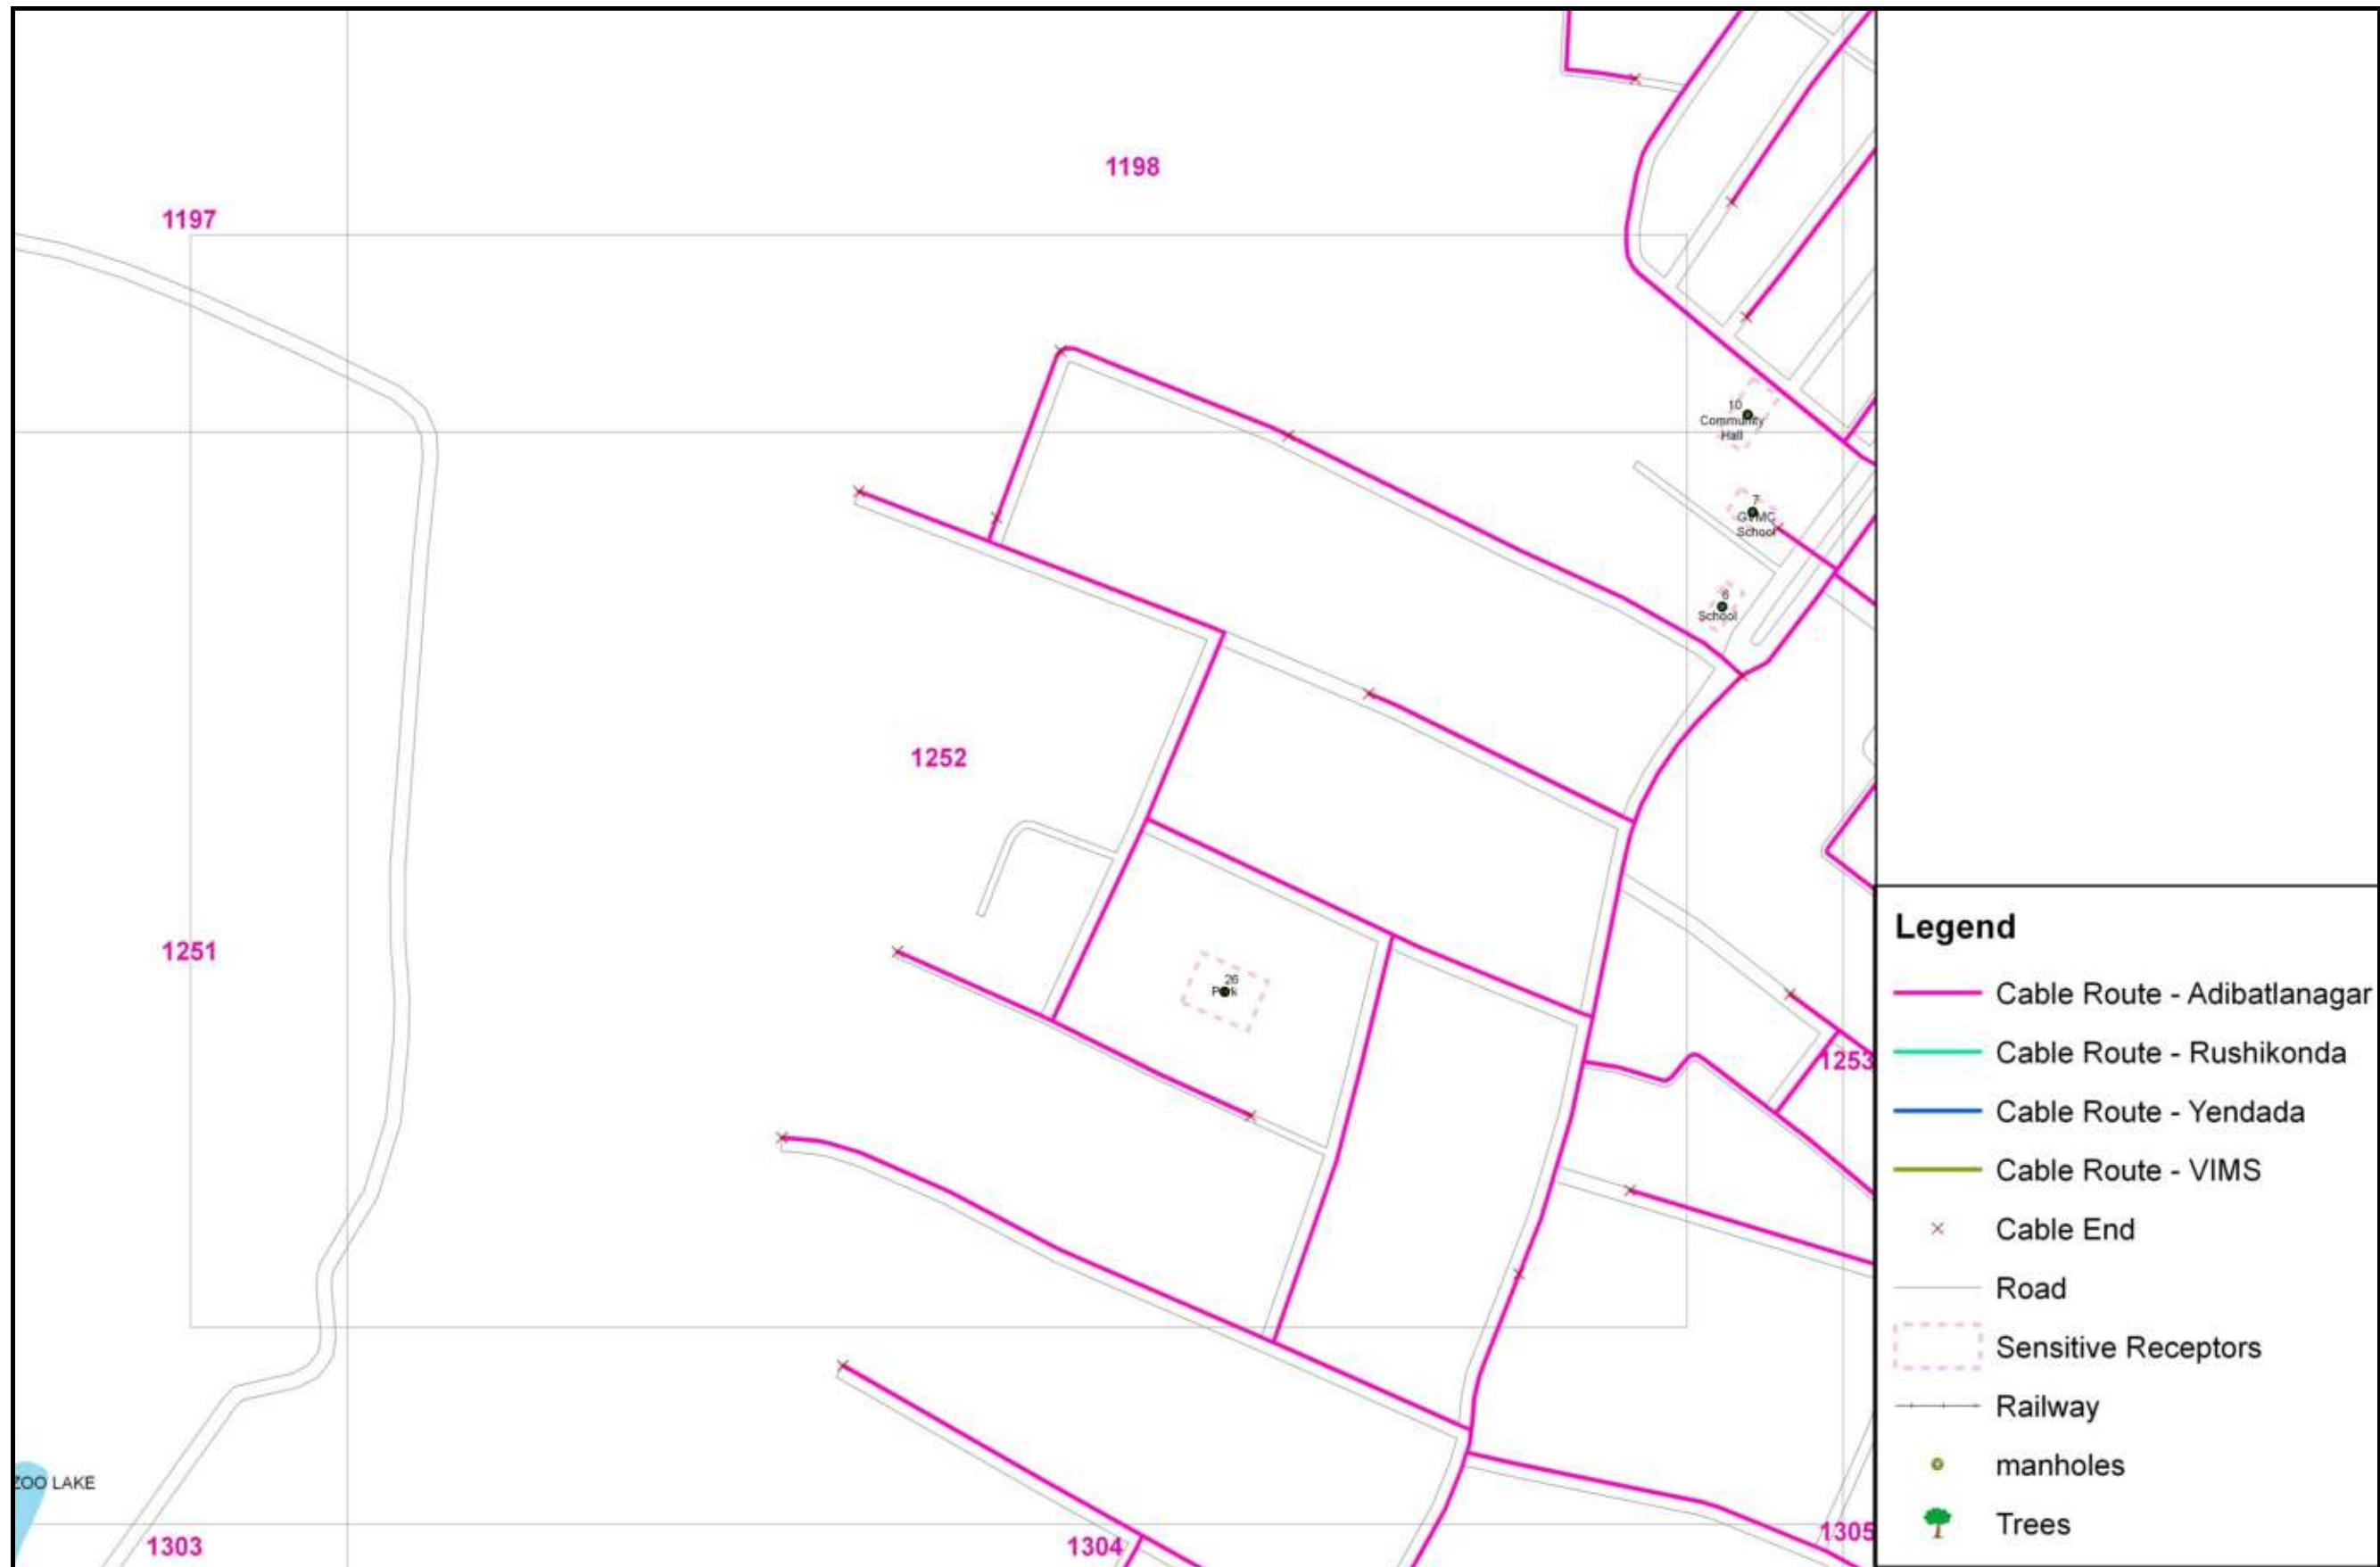 1198
1197
10
Community
Hall
7
GVMC
School
6
School
1252
1251
26
Park
1253
ZOO LAKE
1303
1304
1305
Legend
Cable Route - Adibatlanagar
Cable Route - Rushikonda
Cable Route - Yendada
Cable Route - VIMS
Cable End
Road
Sensitive Receptors
Railway
manholes
Trees